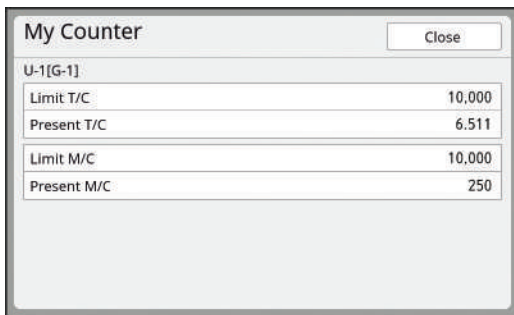 My Counter
Close
U-1[G-1]
Limit T/C 10,000
Present T/C 6.511
Limit M/C 10,000
Present M/C 250